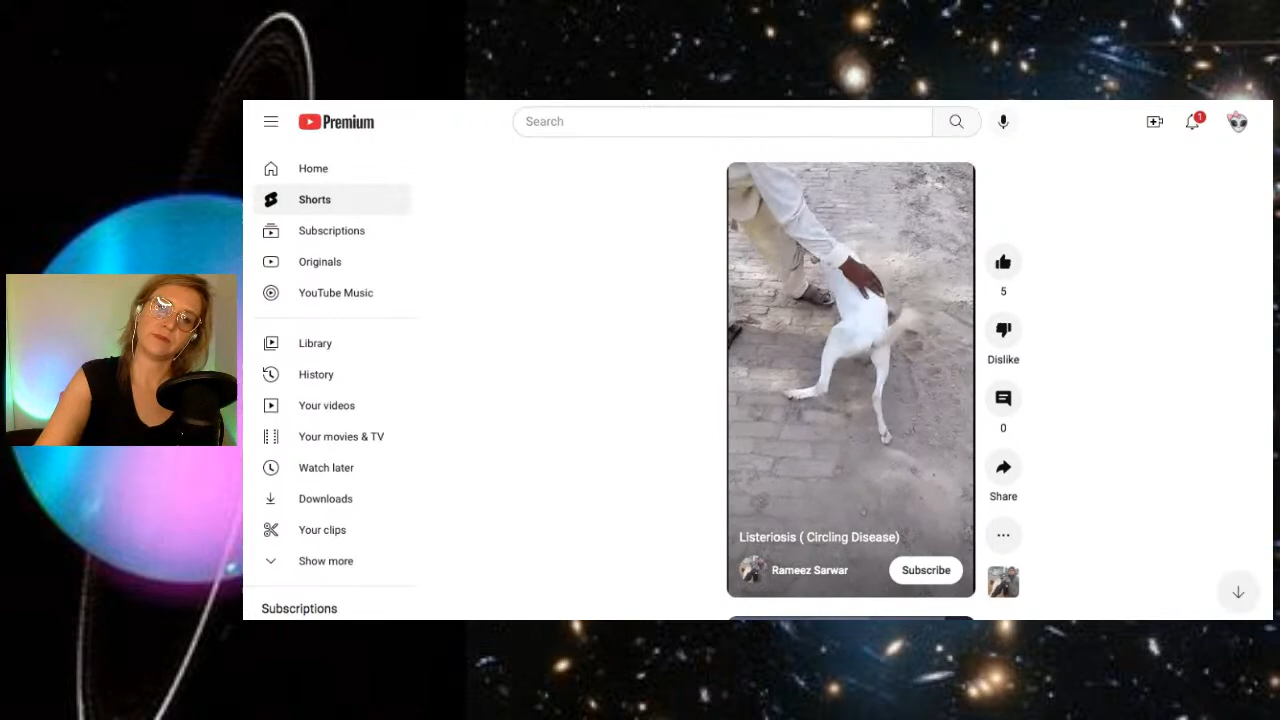 Premium
Search
1
Home
Shorts
Subscriptions
Originals
YouTube Music
Library
History
Your videos
Your movies & TV
Watch later
Downloads
Your clips
Show more
Subscriptions
5
Dislike
0
Share
Listeriosis ( Circling Disease)
Rameez Sarwar
Subscribe